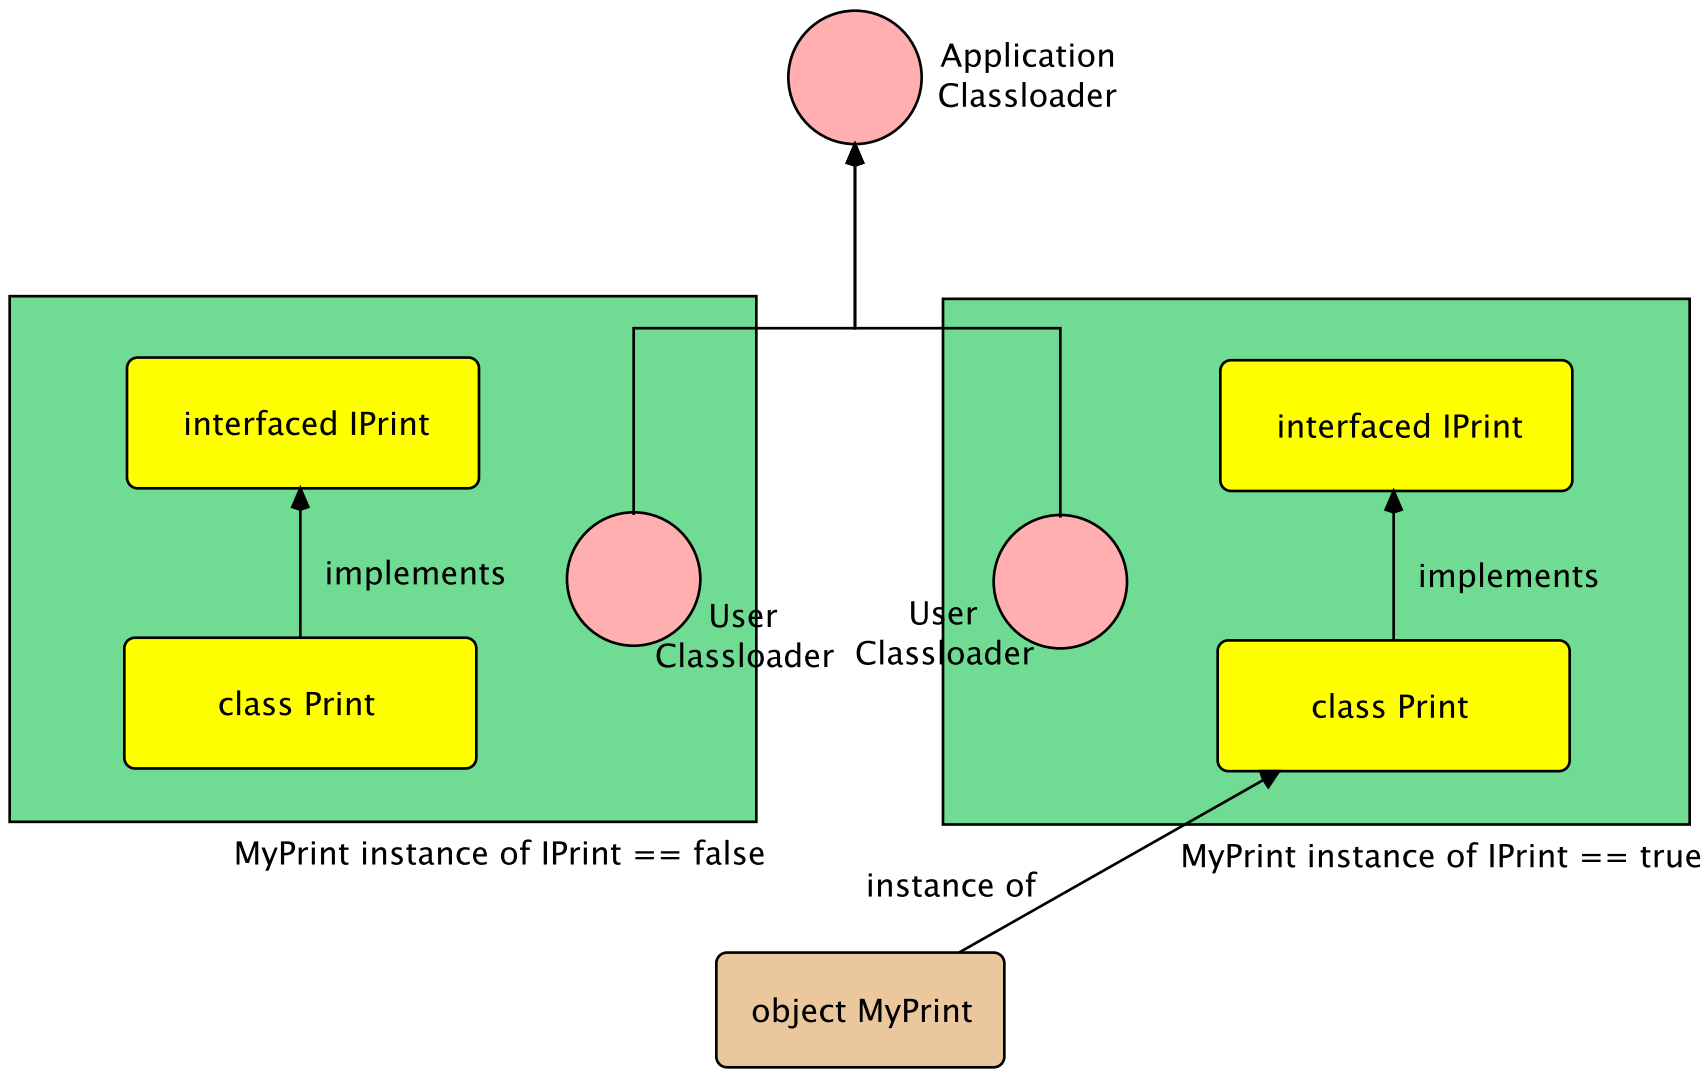 Application
Classloader
interfaced IPrint
interfaced IPrint
implements
implements
User
Classloader
User
Classloader
class Print
class Print
MyPrint instance of IPrint == false
MyPrint instance of IPrint == true
instance of
object MyPrint